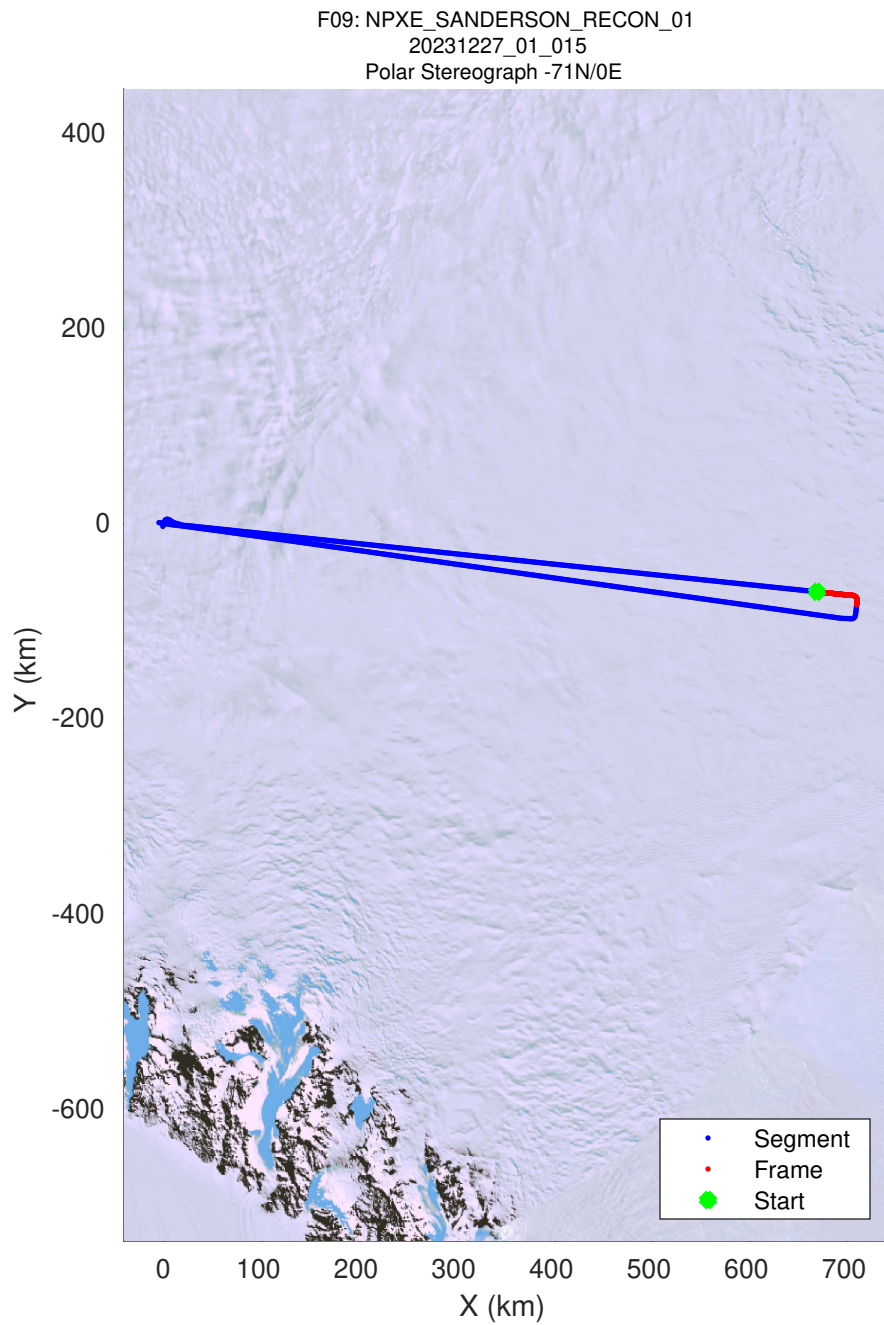 F09: NPXE_SANDERSON_RECON_01
20231227_01_015
Polar Stereograph -71N/0E
400
200
0
-200
-400
-600
Y (km)
0 100 200 300 400 500 600 700
X (km)
Segment
Frame
Start